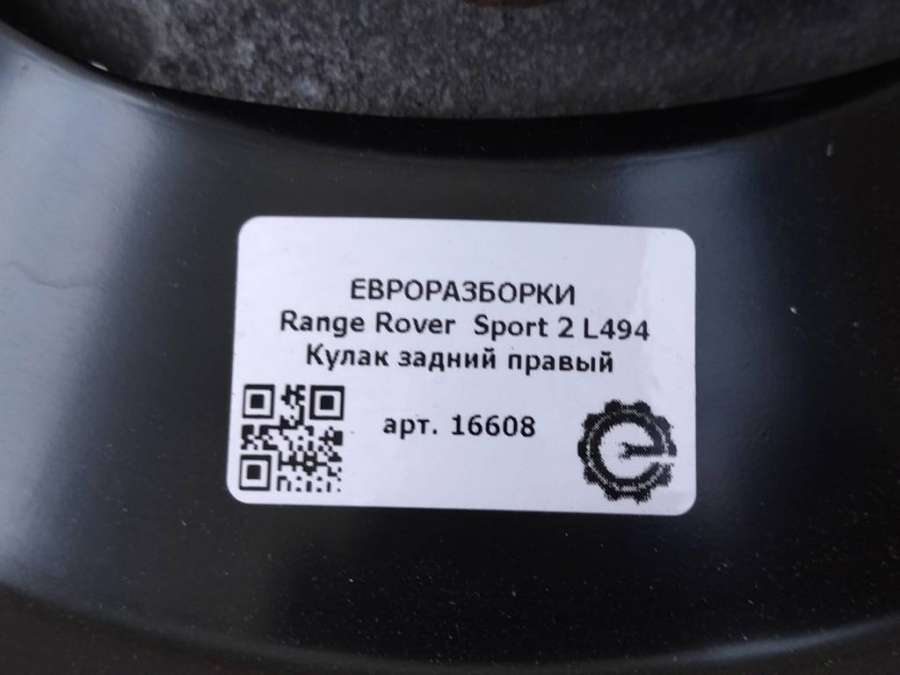 ЕВРОРАЗБОРКИ
Range Rover Sport 2 L494
Кулак задний правый
арт. 16608